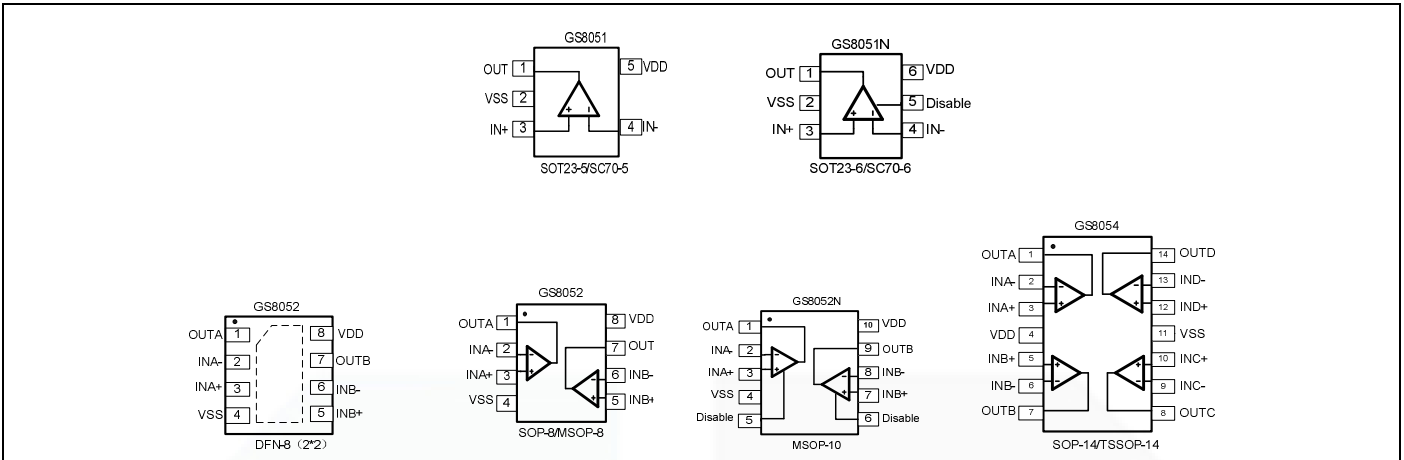 GS8051
OUT 1
5 VDD
VSS 2
IN+ 3
4 IN-
+ -
SOT23-5/SC70-5
GS8051N
OUT 1
6 VDD
VSS 2
5 Disable
IN+ 3
4 IN-
+ -
SOT23-6/SC70-6
GS8052
OUTA 1
8 VDD
INA- 2
7 OUTB
INA+ 3
6 INB-
VSS 4
5 INB+
DFN-8（2*2）
GS8052
OUTA 1
8 VDD
INA- 2
7 OUT
INA+ 3
6 INB-
VSS 4
5 INB+
- +
- +
SOP-8/MSOP-8
GS8052N
OUTA 1
10 VDD
INA- 2
9 OUTB
INA+ 3
8 INB-
VSS 4
7 INB+
Disable 5
6 Disable
- +
- +
MSOP-10
GS8054
OUTA 1
14 OUTD
INA- 2
13 IND-
INA+ 3
12 IND+
VDD 4
11 VSS
INB+ 5
10 INC+
INB- 6
9 INC-
OUTB 7
8 OUTC
- +
- +
+ -
+ -
SOP-14/TSSOP-14